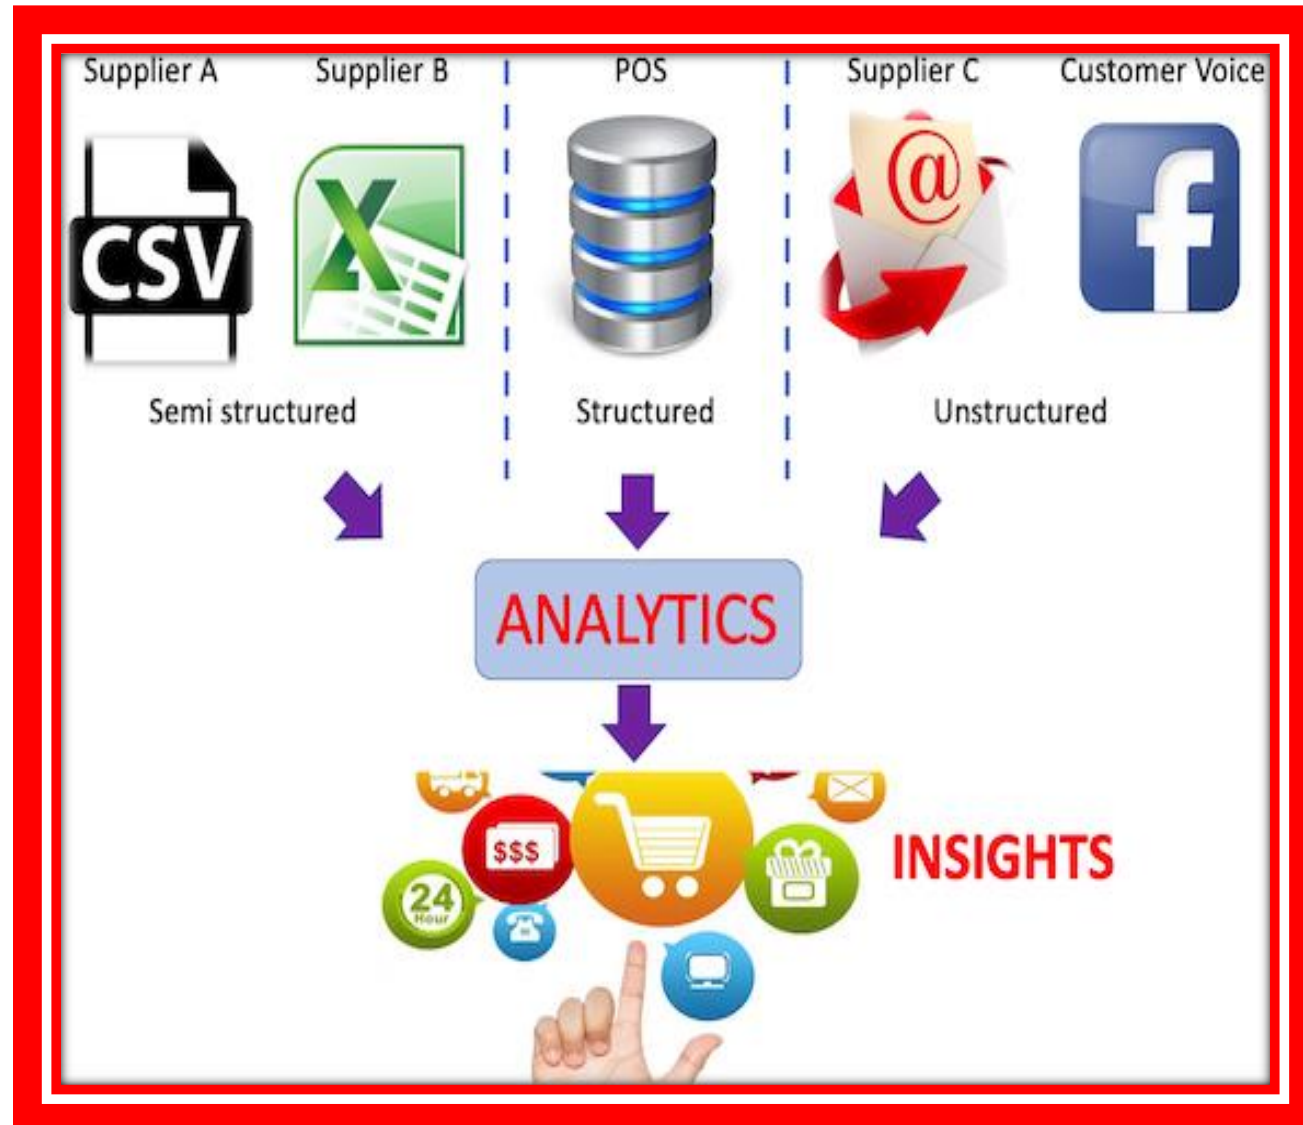 Supplier A
Supplier B
POS
Supplier C
Customer Voice
CSV
X
@
f
Semi structured
Structured
Unstructured
ANALYTICS
$$$
24
Hour
INSIGHTS